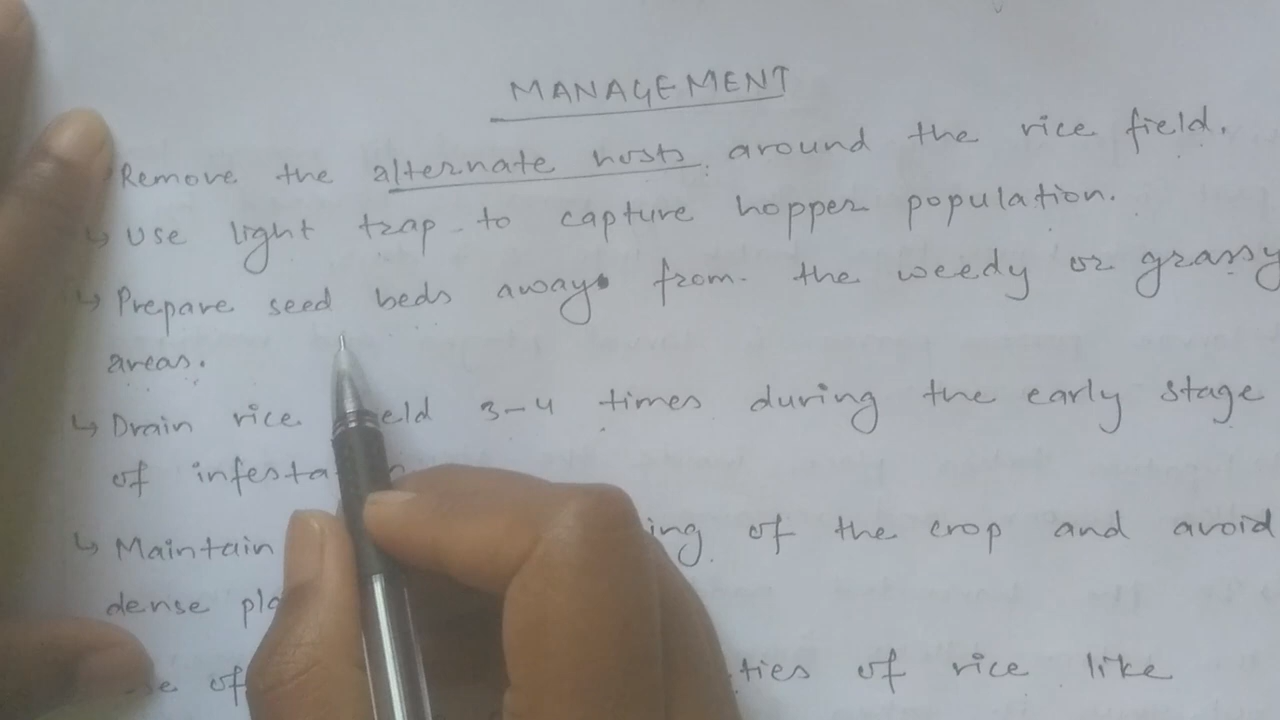 MANAGEMENT
Remove the alternate hosts around the rice field.
↳ Use light trap to capture hopper population.
↳ Prepare seed beds away from the weedy or grassy
areas.
↳ Drain rice eld 3-4 times during the early stage
of infesta
↳ Maintain ing of the crop and avoid
dense pla
e of ties of rice like